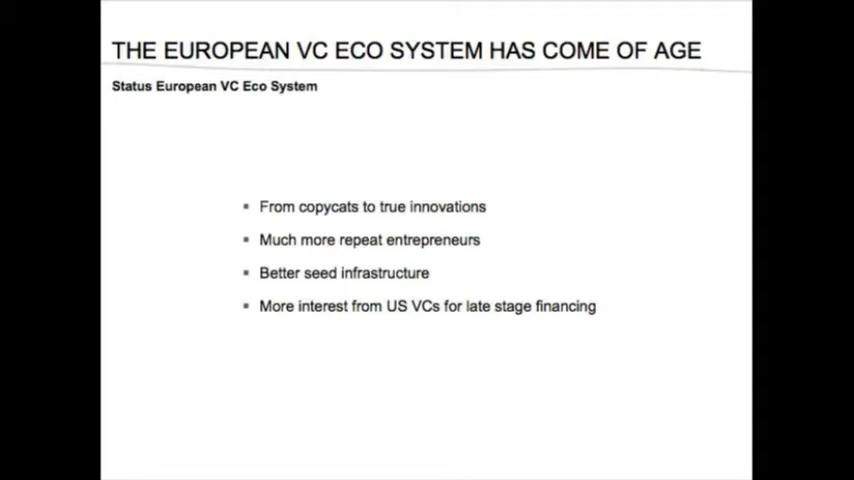 THE EUROPEAN VC ECO SYSTEM HAS COME OF AGE
Status European VC Eco System
▪ From copycats to true innovations
▪ Much more repeat entrepreneurs
▪ Better seed infrastructure
▪ More interest from US VCs for late stage financing